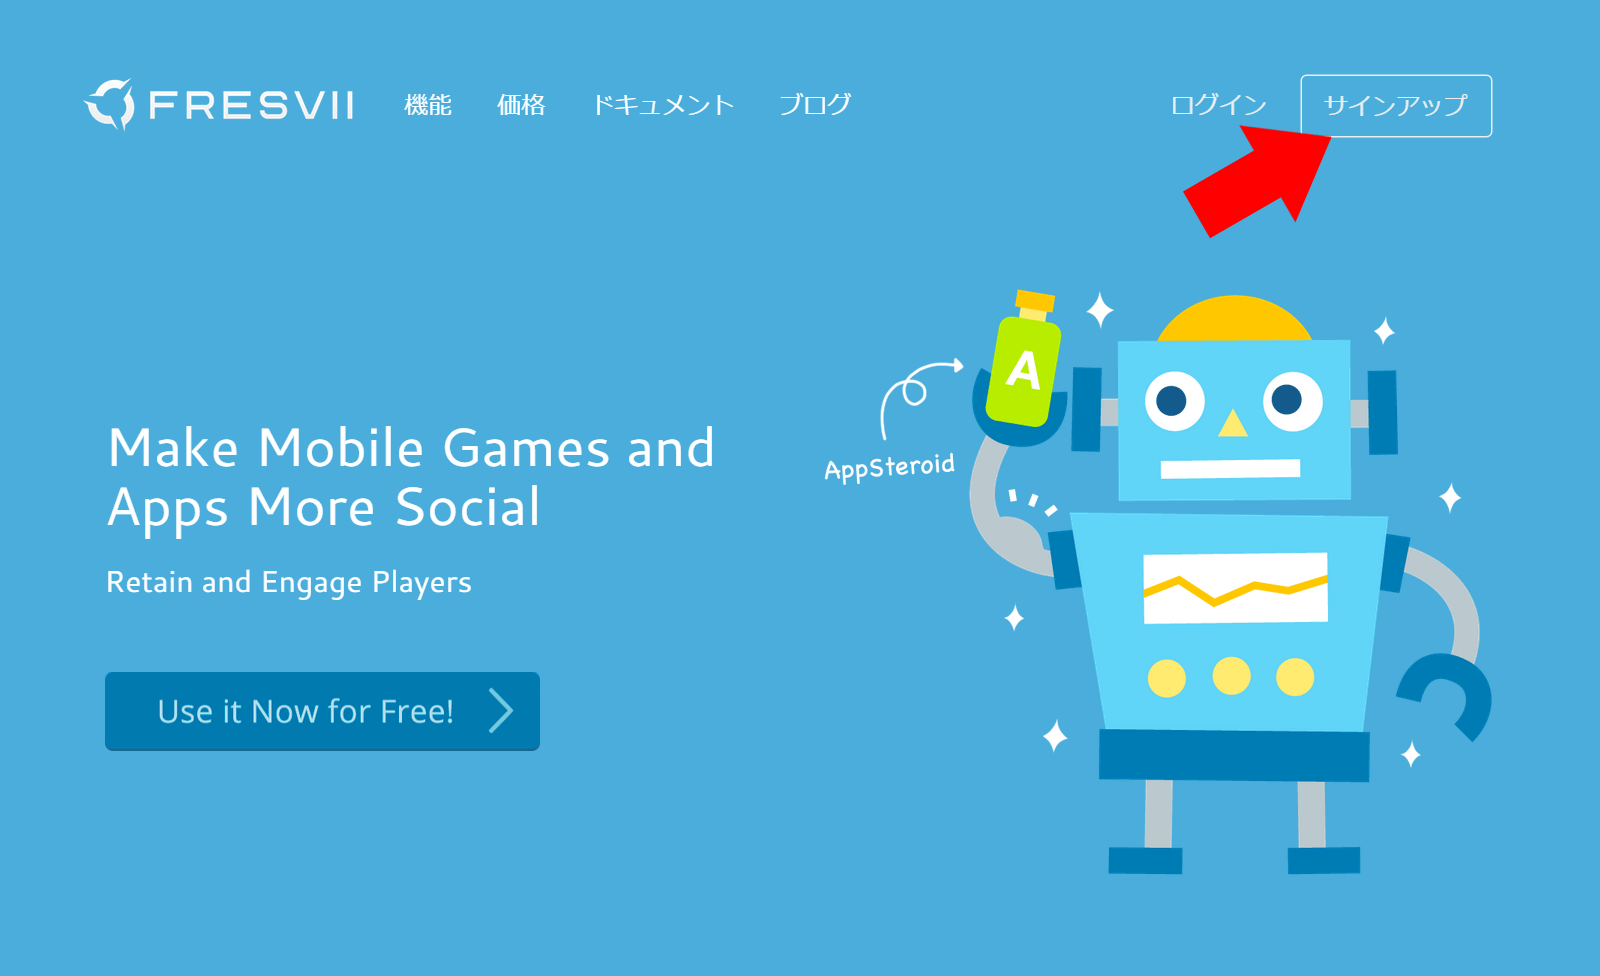 FRESVII 機能 価格 ドキュメント ブログ ログイン サインアップ
A
AppSteroid
Make Mobile Games and
Apps More Social
Retain and Engage Players
Use it Now for Free!